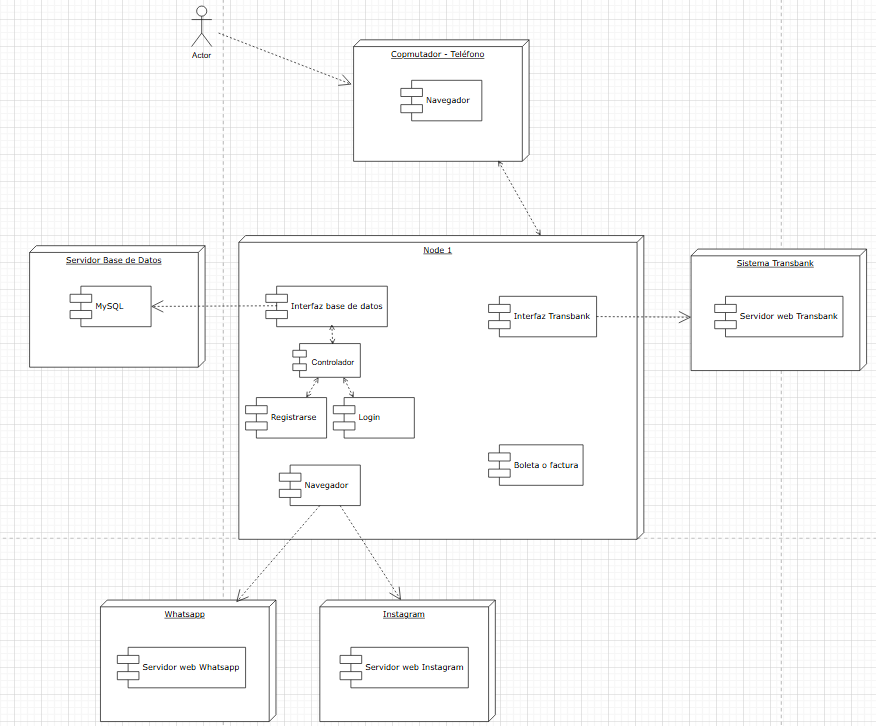 Actor
Copmutador - Teléfono
Navegador
Servidor Base de Datos
MySQL
Node 1
Interfaz base de datos
Controlador
Registrarse
Login
Navegador
Interfaz Transbank
Boleta o factura
Sistema Transbank
Servidor web Transbank
Whatsapp
Servidor web Whatsapp
Instagram
Servidor web Instagram